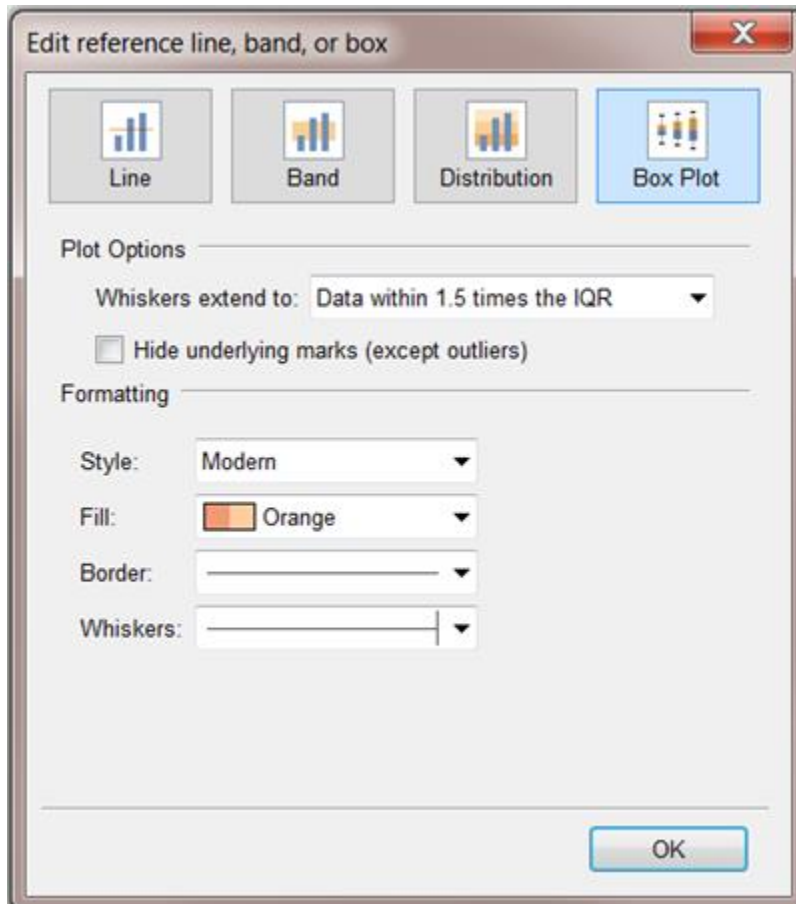 Edit reference line, band, or box
Line
Band
Distribution
Box Plot
Plot Options
Whiskers extend to: Data within 1.5 times the IQR
Hide underlying marks (except outliers)
Formatting
Style: Modern
Fill: Orange
Border:
Whiskers:
OK